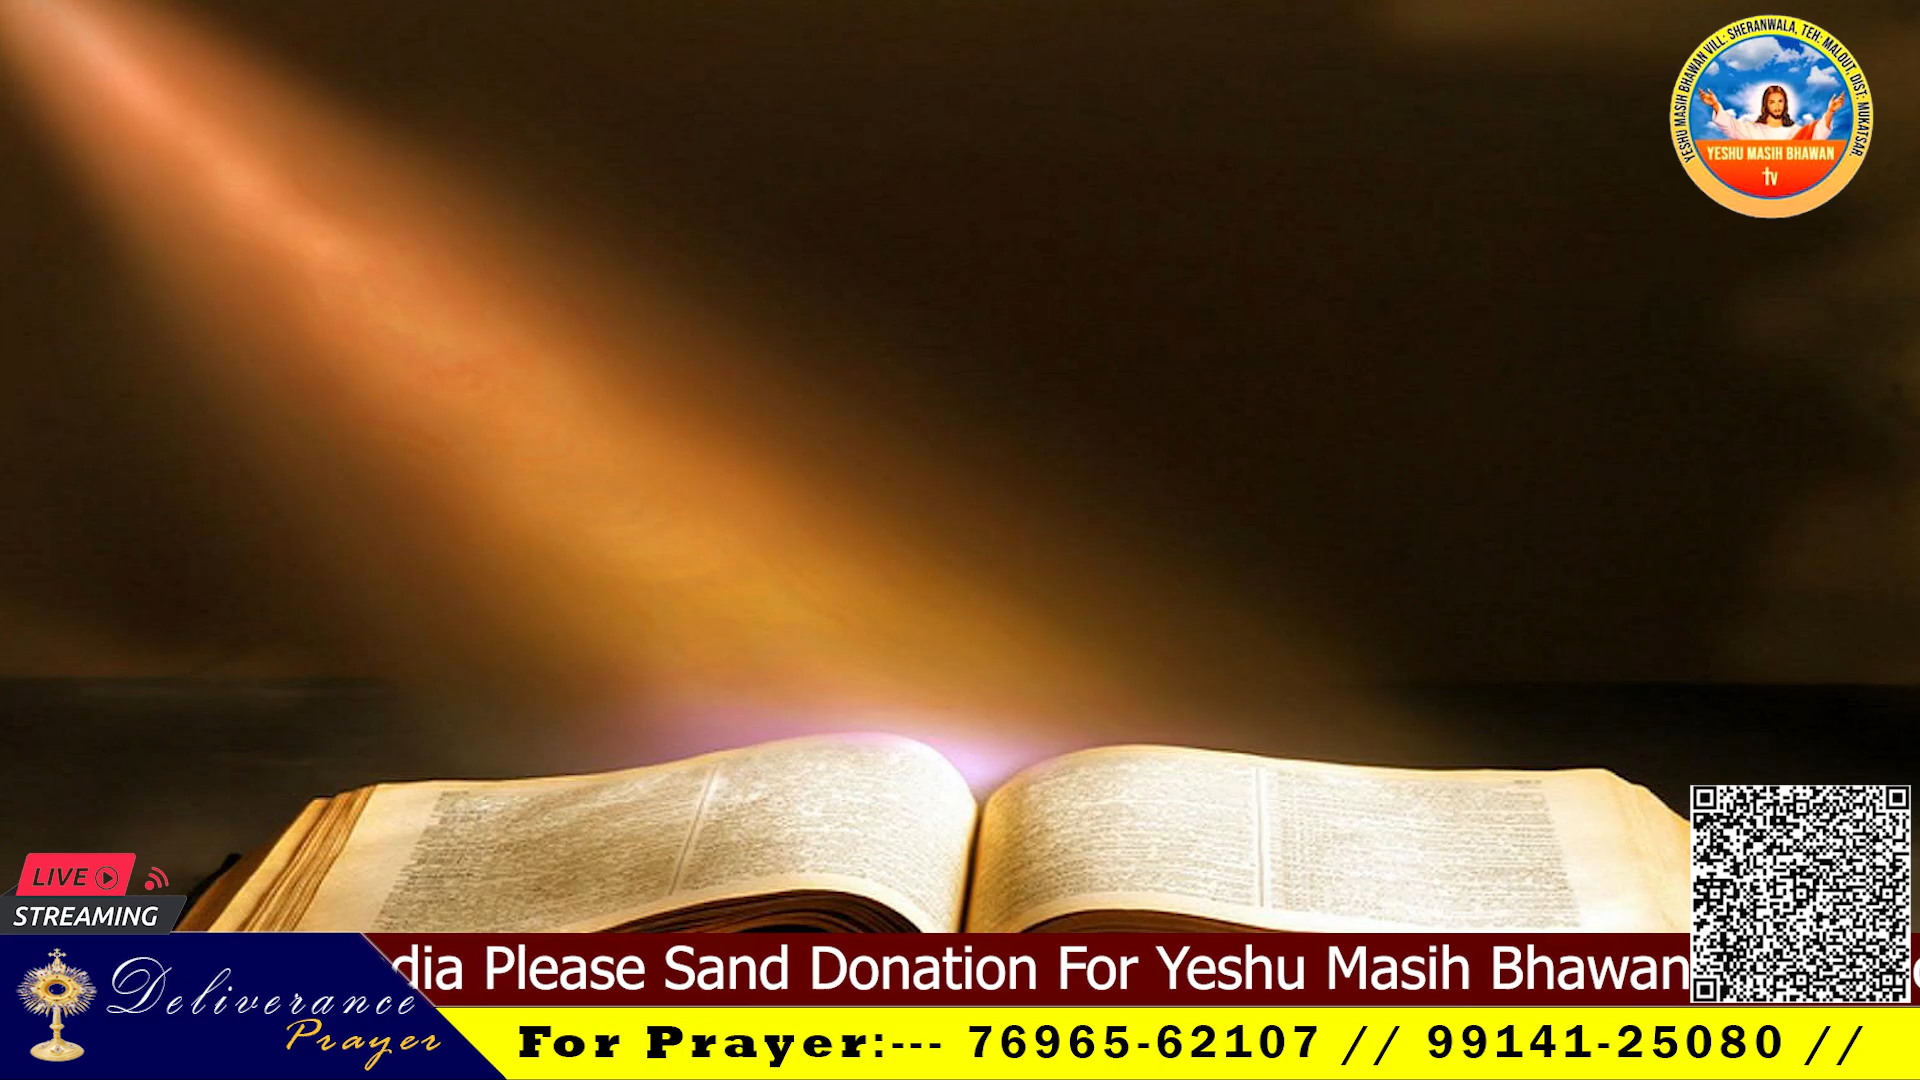 YESHU MASIH BHAWAN VILL: SHERANWALA, TEH: MALOUT, DIST: MUKATSAR.
YESHU MASIH BHAWAN
tv
LIVE
STREAMING
dia Please Sand Donation For Yeshu Masih Bhawan
Deliverance
Prayer
For Prayer:--- 76965-62107 // 99141-25080 //